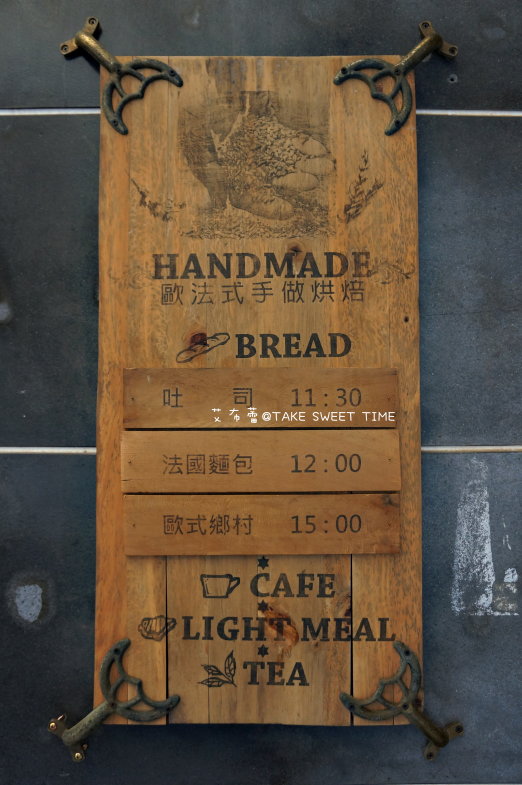 HANDMADE
歐法式手做烘焙
BREAD
吐 司 11:30
艾布蕾@TAKE SWEET TIME
法國麵包 12:00
歐式鄉村 15:00
CAFE
LIGHT MEAL
TEA